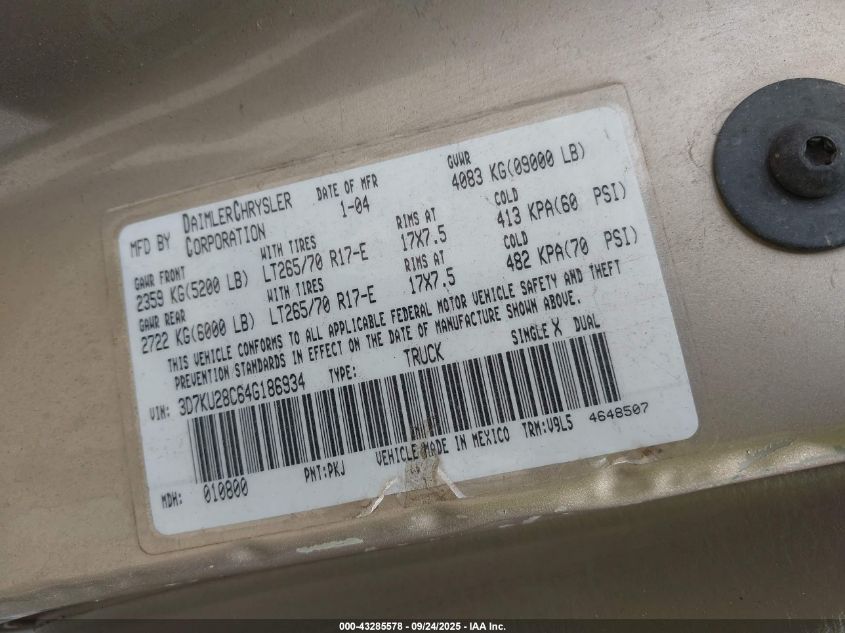 MFD BY DAIMLERCHRYSLER CORPORATION DATE OF MFR 1-04 GVWR 4083 KG(09000 LB)
GAWR FRONT WITH TIRES RIMS AT COLD
2359 KG(5200 LB) LT265/70 R17-E 17X7.5 413 KPA(60 PSI)
GAWR REAR WITH TIRES RIMS AT COLD
2722 KG(6000 LB) LT265/70 R17-E 17X7.5 482 KPA(70 PSI)
THIS VEHICLE CONFORMS TO ALL APPLICABLE FEDERAL MOTOR VEHICLE SAFETY AND THEFT
PREVENTION STANDARDS IN EFFECT ON THE DATE OF MANUFACTURE SHOWN ABOVE.
VIN: 3D7KU28C64G186934 TYPE: TRUCK SINGLE X DUAL
MDH: 010800 PNT:PKJ VEHICLE MADE IN MEXICO TRM:V9L5 4648507
000-43285578 - 09/24/2025 - IAA Inc.